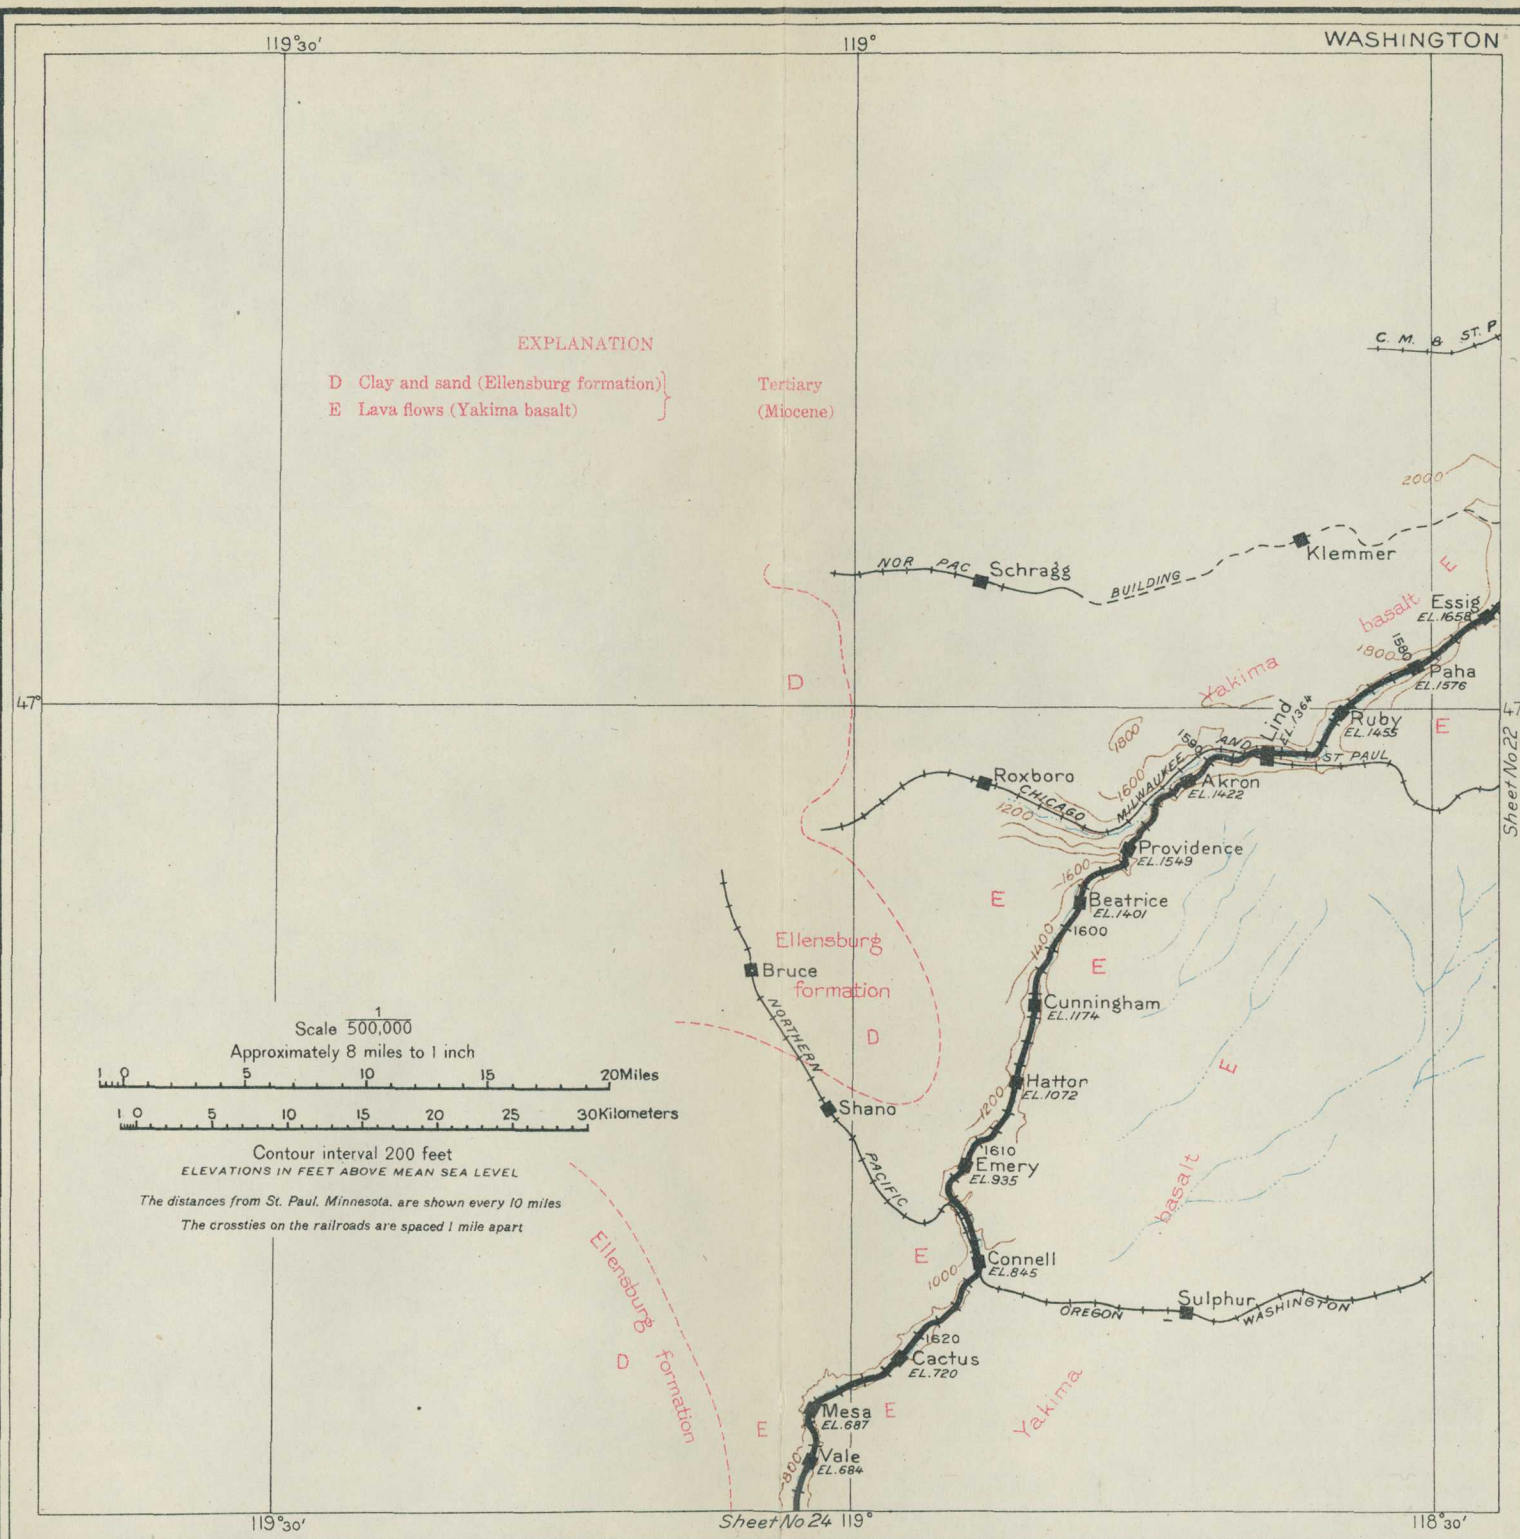 119°30'
119°
WASHINGTON
C. M. & ST. P
EXPLANATION
D Clay and sand (Ellensburg formation)
E Lava flows (Yakima basalt)
Tertiary
(Miocene)
2000
Klemmer
NOR PAC
Schragg
BUILDING
E
Essig
EL.1658
basalt
1580
1800
Paha
EL.1576
Yakima
D
47°
47
Lind
EL.1364
Ruby
EL.1455
E
1800
1590
AND
ST PAUL
Sheet No 22
Roxboro
1600
MILWAUKEE
Akron
EL.1422
CHICAGO
1200
Providence
EL.1549
1600
E
Beatrice
EL.1401
1400
1600
Ellensburg
formation
D
Bruce
E
NORTHERN
Cunningham
EL.1174
Scale 1/500,000
Approximately 8 miles to 1 inch
1 0 5 10 15 20 Miles
1 0 5 10 15 20 25 30 Kilometers
Contour interval 200 feet
ELEVATIONS IN FEET ABOVE MEAN SEA LEVEL
The distances from St. Paul, Minnesota, are shown every 10 miles
The crossties on the railroads are spaced 1 mile apart
E
Hattor
EL.1072
1200
Shano
1610
Emery
EL.935
PACIFIC
basalt
Ellensburg formation
D
E
Connell
EL.845
1000
Sulphur
OREGON
WASHINGTON
1620
Cactus
EL.720
Yakima
Mesa
EL.687
E
E
Vale
EL.684
800
119°30'
Sheet No 24
119°
118°30'